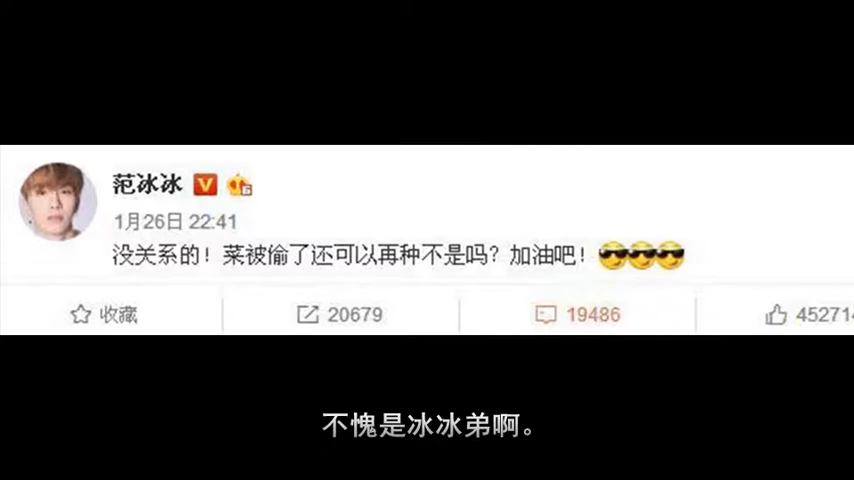 范冰冰
1月26日 22:41
没关系的！菜被偷了还可以再种不是吗？加油吧！
收藏 20679 19486 452714
不愧是冰冰弟啊。